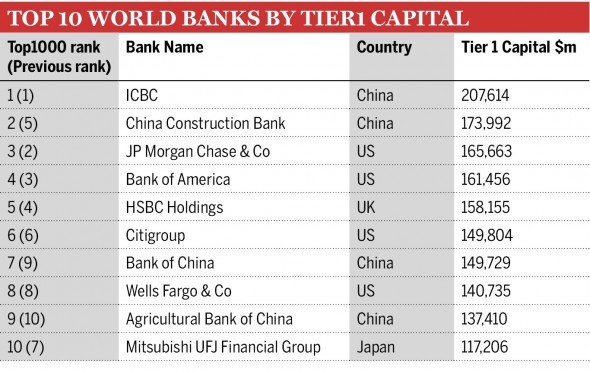 TOP 10 WORLD BANKS BY TIER1 CAPITAL
Top1000 rank (Previous rank) Bank Name Country Tier 1 Capital $m
1 (1) ICBC China 207,614
2 (5) China Construction Bank China 173,992
3 (2) JP Morgan Chase & Co US 165,663
4 (3) Bank of America US 161,456
5 (4) HSBC Holdings UK 158,155
6 (6) Citigroup US 149,804
7 (9) Bank of China China 149,729
8 (8) Wells Fargo & Co US 140,735
9 (10) Agricultural Bank of China China 137,410
10 (7) Mitsubishi UFJ Financial Group Japan 117,206